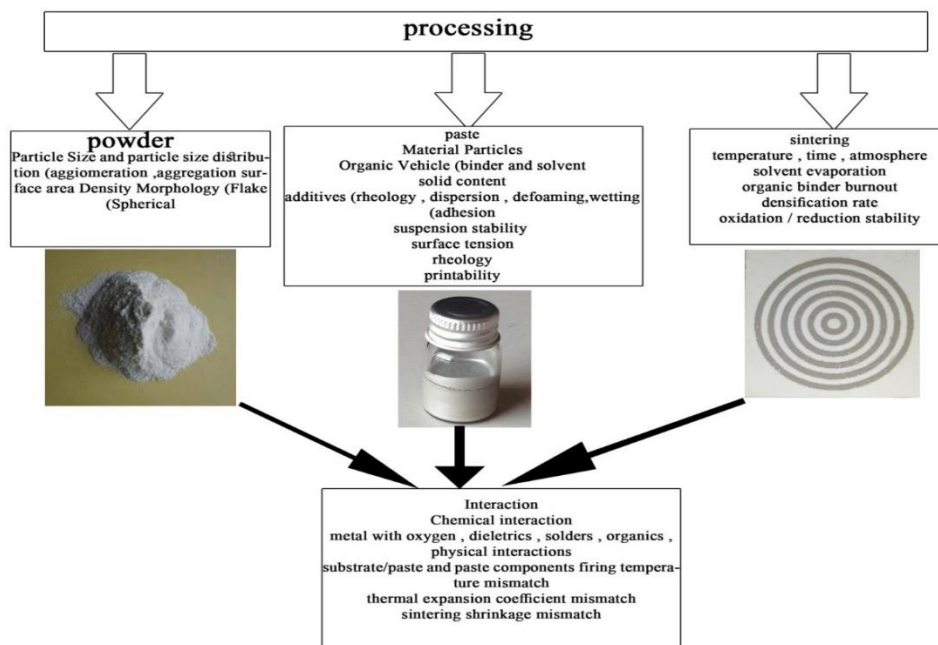 processing
powder
Particle Size and particle size distribu-
tion (aggiomeration ,aggregation sur-
face area Density Morphology (Flake
(Spherical
paste
Material Particles
Organic Vehicle (binder and solvent
solid content
additives (rheology , dispersion , defoaming,wetting
(adhesion
suspension stability
surface tension
rheology
printability
sintering
temperature , time , atmosphere
solvent evaporation
organic binder burnout
densification rate
oxidation / reduction stability
Interaction
Chemical interaction
metal with oxygen , dieletrics , solders , organics ,
physical interactions
substrate/paste and paste components firing tempera-
ture mismatch
thermal expansion coefficient mismatch
sintering shrinkage mismatch